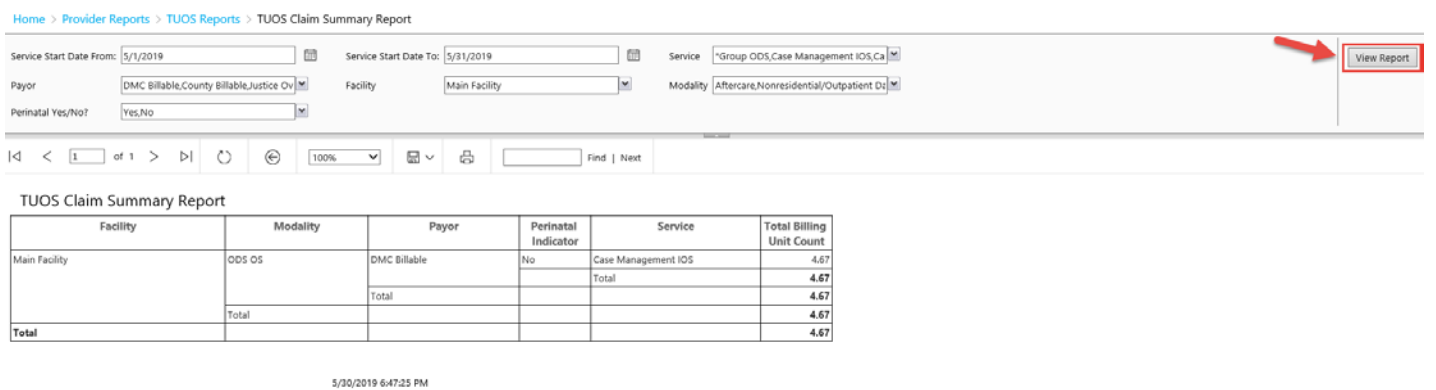 Home > Provider Reports > TUOS Reports > TUOS Claim Summary Report
Service Start Date From: 5/1/2019 Service Start Date To: 5/31/2019 Service *Group ODS,Case Management IOS,Ca View Report
Payor DMC Billable,County Billable,Justice Ov Facility Main Facility Modality Aftercare,Nonresidential/Outpatient Da
Perinatal Yes/No? Yes,No
1 of 1 100% Find | Next
TUOS Claim Summary Report
Facility Modality Payor Perinatal Indicator Service Total Billing Unit Count
Main Facility ODS OS DMC Billable No Case Management IOS 4.67
Total 4.67
Total 4.67
Total 4.67
Total 4.67
5/30/2019 6:47:25 PM